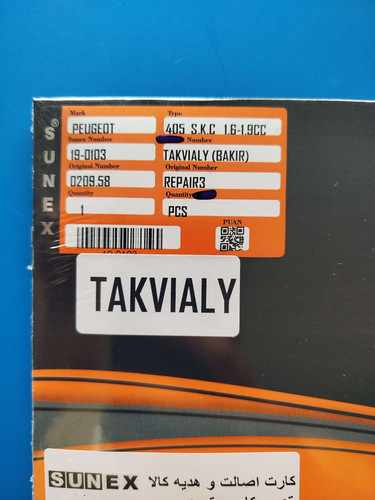 SUNEX®
Mark Type
PEUGEOT 405 S.K.C 1.6-1.9CC
Sunex Number Number
19-0103 TAKVIALY (BAKIR)
Original Number Original Number
0209.58 REPAIR3
Quantity Quantity
1 PCS
PUAN
TAKVIALY
SUNEX کارت اصالت و هدیه کالا